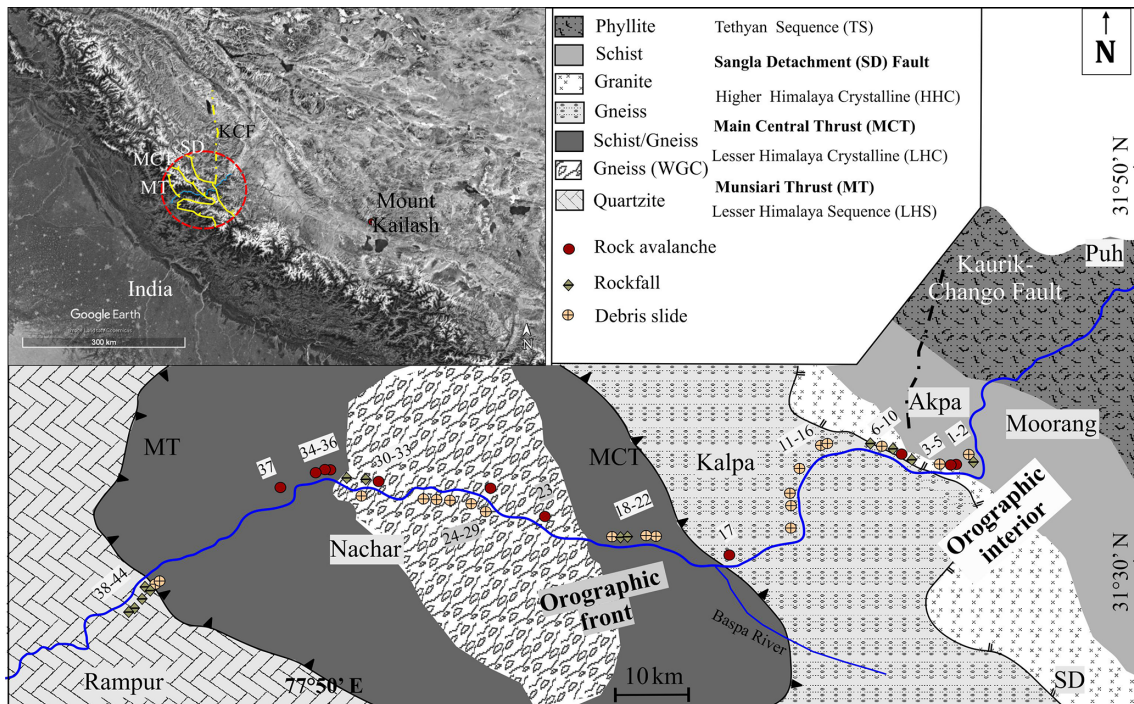 KCF
SD
MCT
MT
Mount
Kailash
India
Google Earth
300 km
N
Phyllite
Schist
Granite
Gneiss
Schist/Gneiss
Gneiss (WGC)
Quartzite
Tethyan Sequence (TS)
Sangla Detachment (SD) Fault
Higher Himalaya Crystalline (HHC)
Main Central Thrust (MCT)
Lesser Himalaya Crystalline (LHC)
Munsiari Thrust (MT)
Lesser Himalaya Sequence (LHS)
Rock avalanche
Rockfall
Debris slide
N
31°50' N
Puh
Kaurik-
Chango Fault
Akpa
Moorang
6-10
3-5
1-2
11-16
MT
34-36
37
30-33
MCT
Kalpa
23
18-22
17
24-29
Nachar
Orographic
interior
31°30' N
38-44
Orographic
front
Baspa River
Rampur
77°50' E
10 km
SD